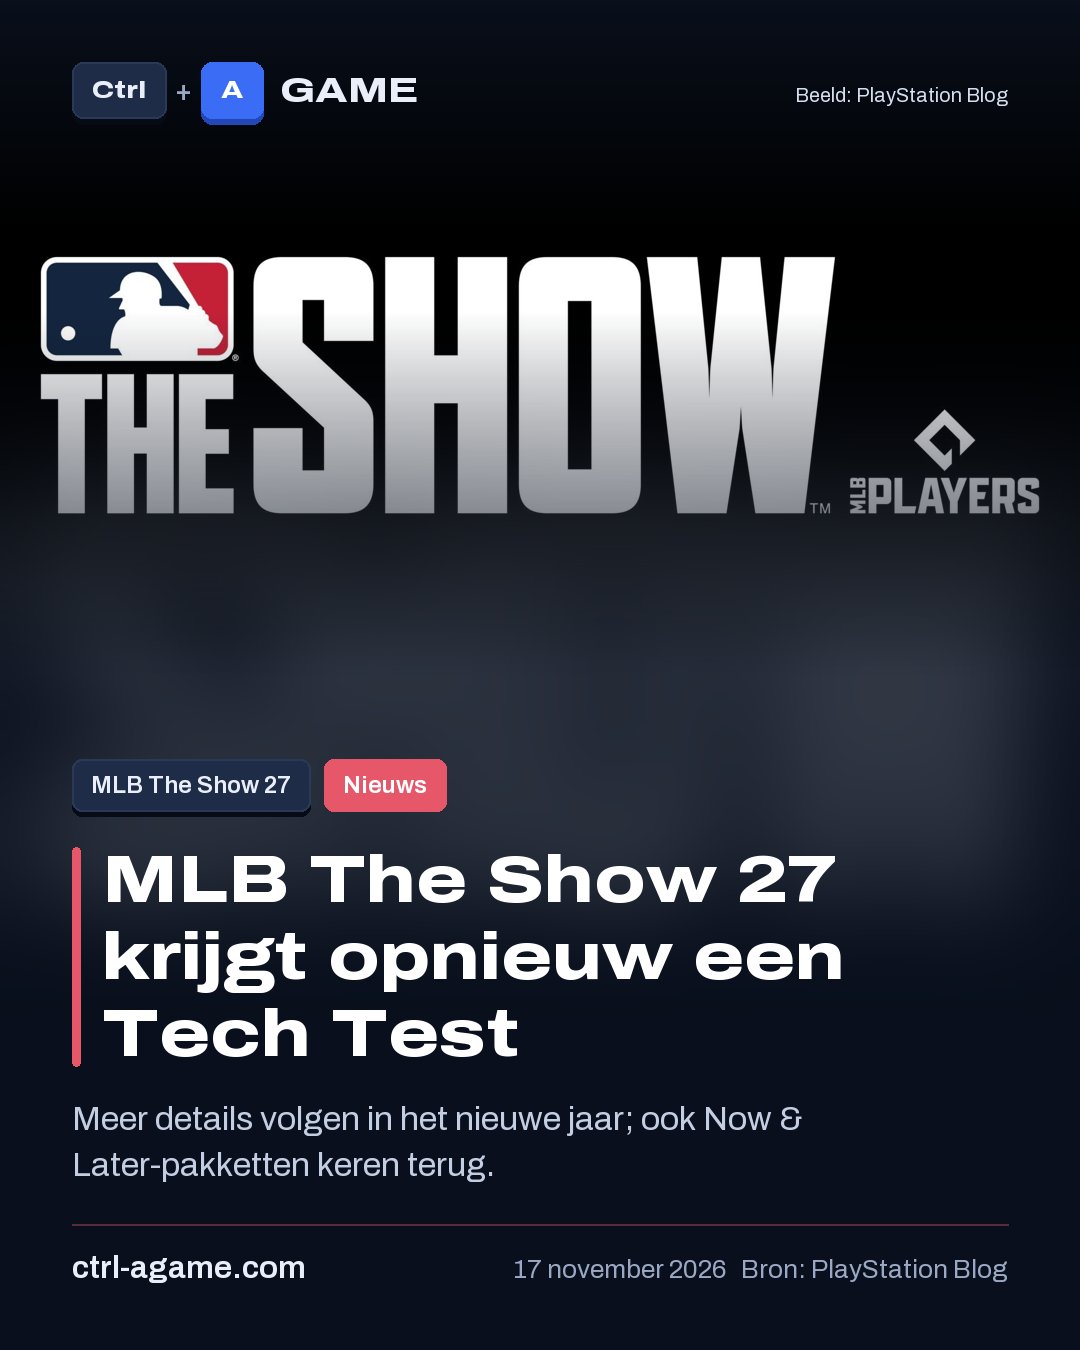 Ctrl + A GAME
Beeld: PlayStation Blog
THE SHOW™
MLB PLAYERS
MLB The Show 27
Nieuws
MLB The Show 27
krijgt opnieuw een
Tech Test
Meer details volgen in het nieuwe jaar; ook Now &
Later-pakketten keren terug.
ctrl-agame.com
17 november 2026 Bron: PlayStation Blog